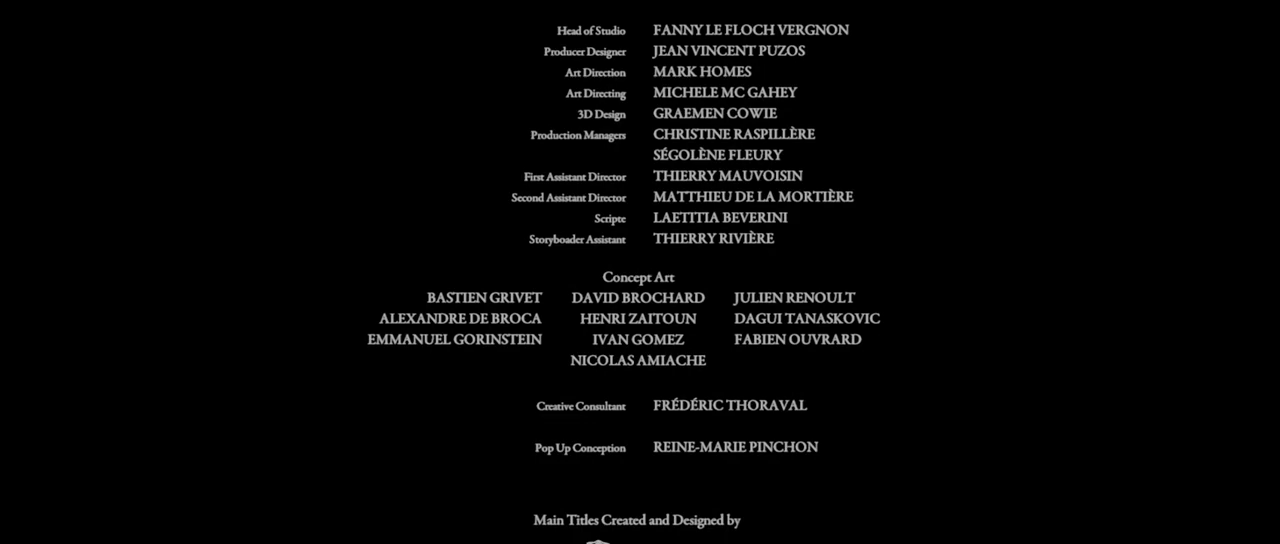 Head of Studio FANNY LE FLOCH VERGNON
Producer Designer JEAN VINCENT PUZOS
Art Direction MARK HOMES
Art Directing MICHELE MC GAHEY
3D Design GRAEMEN COWIE
Production Managers CHRISTINE RASPILLÈRE
SÉGOLÈNE FLEURY
First Assistant Director THIERRY MAUVOISIN
Second Assistant Director MATTHIEU DE LA MORTIÈRE
Scripte LAETITIA BEVERINI
Storyboader Assistant THIERRY RIVIÈRE
Concept Art
BASTIEN GRIVET DAVID BROCHARD JULIEN RENOULT
ALEXANDRE DE BROCA HENRI ZAITOUN DAGUI TANASKOVIC
EMMANUEL GORINSTEIN IVAN GOMEZ FABIEN OUVRARD
NICOLAS AMIACHE
Creative Consultant FRÉDÉRIC THORAVAL
Pop Up Conception REINE-MARIE PINCHON
Main Titles Created and Designed by